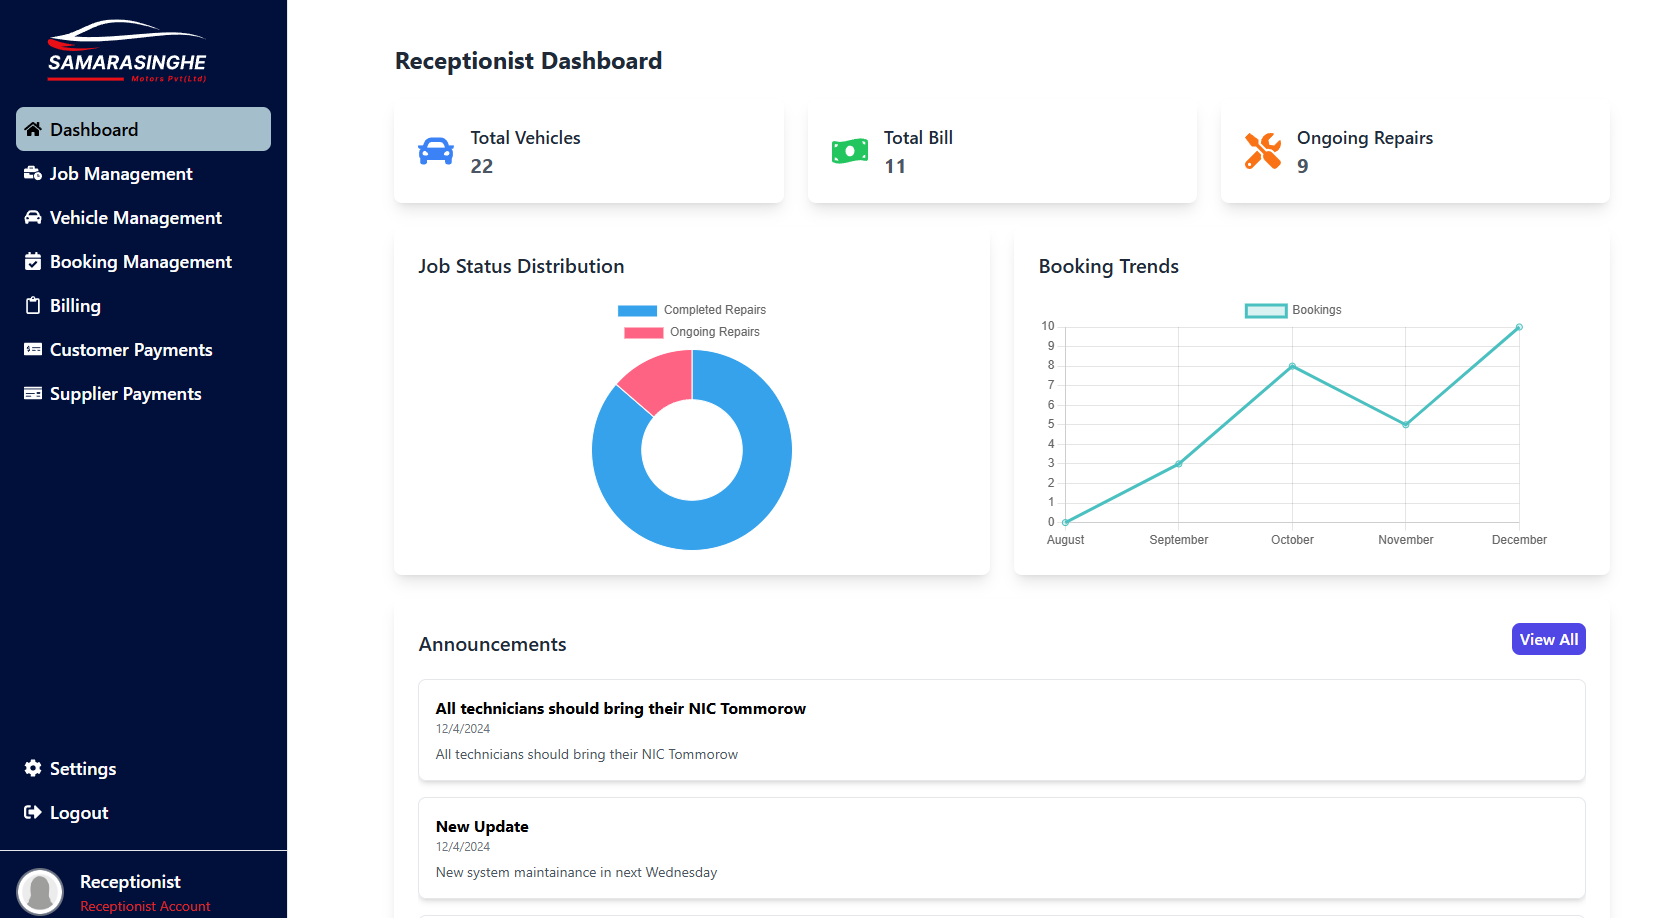 SAMARASINGHE
Motors Pvt(Ltd)
Dashboard
Job Management
Vehicle Management
Booking Management
Billing
Customer Payments
Supplier Payments
Settings
Logout
Receptionist
Receptionist Account
Receptionist Dashboard
Total Vehicles
22
Total Bill
11
Ongoing Repairs
9
Job Status Distribution
Completed Repairs
Ongoing Repairs
Booking Trends
Bookings
10
9
8
7
6
5
4
3
2
1
0
August September October November December
Announcements
View All
All technicians should bring their NIC Tommorow
12/4/2024
All technicians should bring their NIC Tommorow
New Update
12/4/2024
New system maintainance in next Wednesday